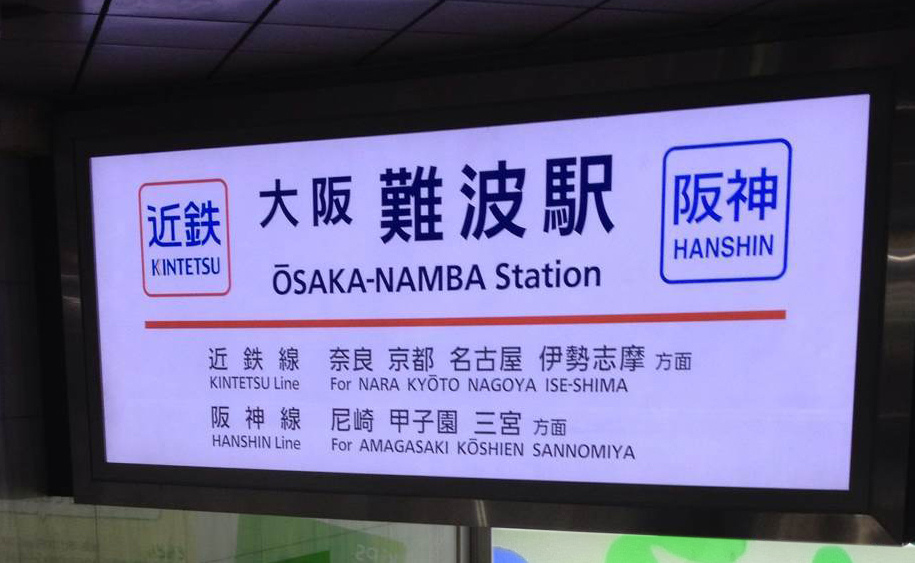 近鉄
KINTETSU
大阪 難波駅
ŌSAKA-NAMBA Station
阪神
HANSHIN
近鉄線 奈良 京都 名古屋 伊勢志摩 方面
KINTETSU Line For NARA KYŌTO NAGOYA ISE-SHIMA
阪神線 尼崎 甲子園 三宮 方面
HANSHIN Line For AMAGASAKI KŌSHIEN SANNOMIYA